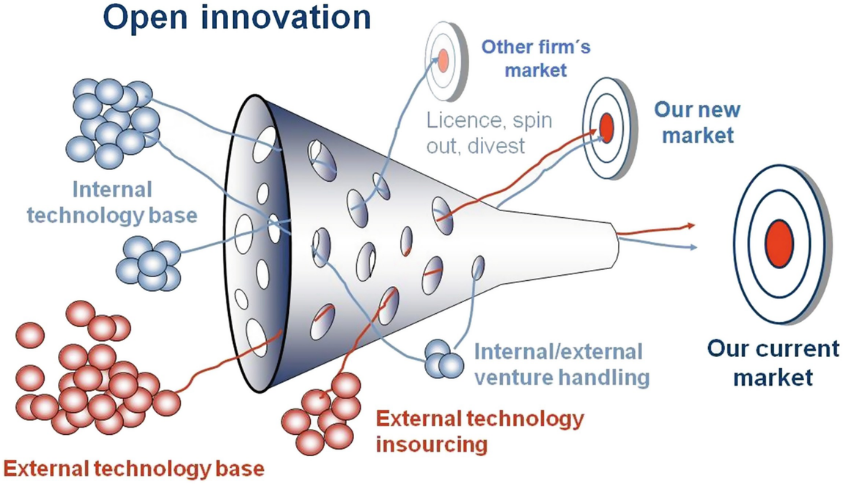 Open innovation
Other firm´s
market
Licence, spin
out, divest
Our new
market
Internal
technology base
Internal/external
venture handling
Our current
market
External technology
insourcing
External technology base